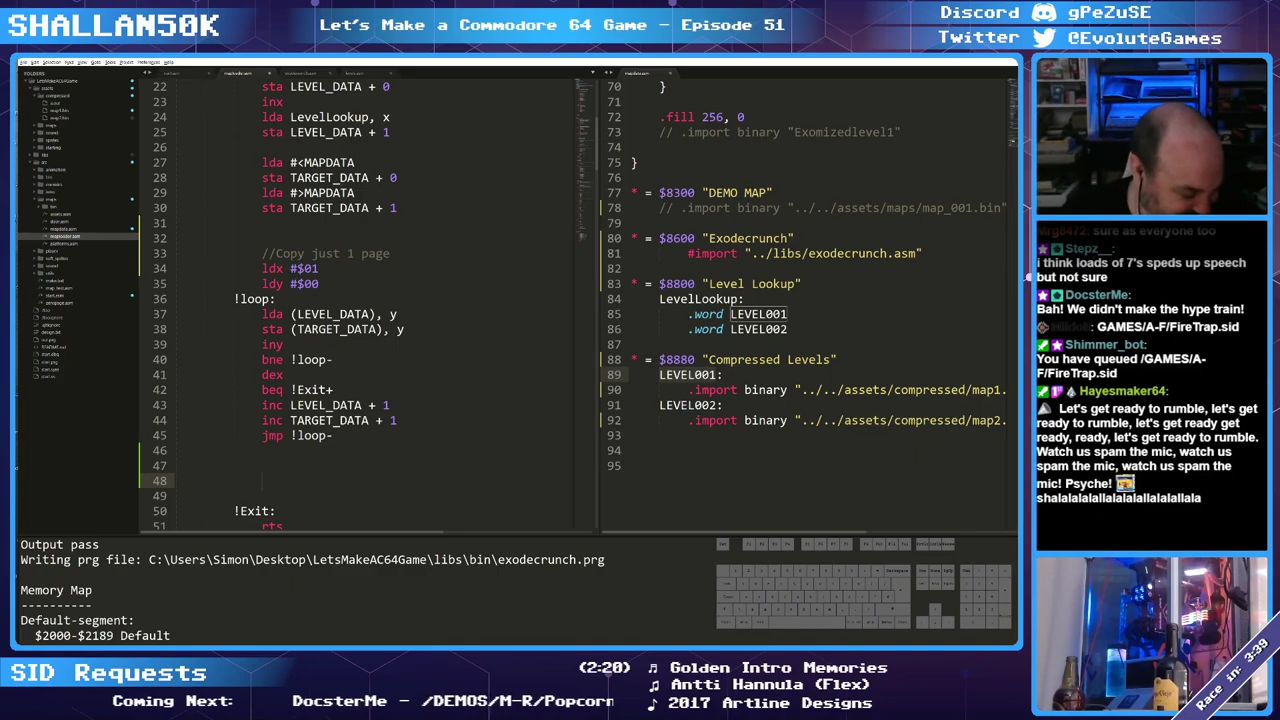 SHALLAN50K
Let's Make a Commodore 64 Game - Episode 51
Discord gPeZuSE
Twitter @EvoluteGames
FOLDERS
22 sta LEVEL_DATA + 0
23 inx
24 lda LevelLookup, x
25 sta LEVEL_DATA + 1
26
27 lda #<MAPDATA
28 sta TARGET_DATA + 0
29 lda #>MAPDATA
30 sta TARGET_DATA + 1
31
32
33 //Copy just 1 page
34 ldx #$01
35 ldy #$00
36 !loop:
37 lda (LEVEL_DATA), y
38 sta (TARGET_DATA), y
39 iny
40 bne !loop-
41 dex
42 beq !Exit+
43 inc LEVEL_DATA + 1
44 inc TARGET_DATA + 1
45 jmp !loop-
46
47
48
49
50 !Exit:
51 rts
70 }
71
72 .fill 256, 0
73 // .import binary "Exomizedlevel1"
74
75 }
76
77 * = $8300 "DEMO MAP"
78 // .import binary "../../assets/maps/map_001.bin"
79
80 * = $8600 "Exodecrunch"
81 #import "../libs/exodecrunch.asm"
82
83 * = $8800 "Level Lookup"
84 LevelLookup:
85 .word LEVEL001
86 .word LEVEL002
87
88 * = $8880 "Compressed Levels"
89 LEVEL001:
90 .import binary "../../assets/compressed/map1.
91 LEVEL002:
92 .import binary "../../assets/compressed/map2.
93
94
95
Output pass
Writing prg file: C:\Users\Simon\Desktop\LetsMakeAC64Game\libs\bin\exodecrunch.prg
Memory Map
----------
Default-segment:
$2000-$2189 Default
Mrg8472: sure as everyone too
Stepz__:
i think loads of 7's speds up speech
but not sure
DocsterMe:
Bah! We didn't make the hype train!
GAMES/A-F/FireTrap.sid
Shimmer_bot:
You have queued /GAMES/A-
F/FireTrap.sid
Hayesmaker64:
Let's get ready to rumble, let's get
ready to rumble, let's get ready get
ready, ready, let's get ready to rumble.
Watch us spam the mic, watch us
spam the mic, watch us spam the
mic! Psyche!
shalalalalallalalalallalalallala
SID Requests
(2:20) Golden Intro Memories
Antti Hannula (Flex)
2017 Artline Designs
Coming Next: DocsterMe - /DEMOS/M-R/Popcorn
Race in: 3:39